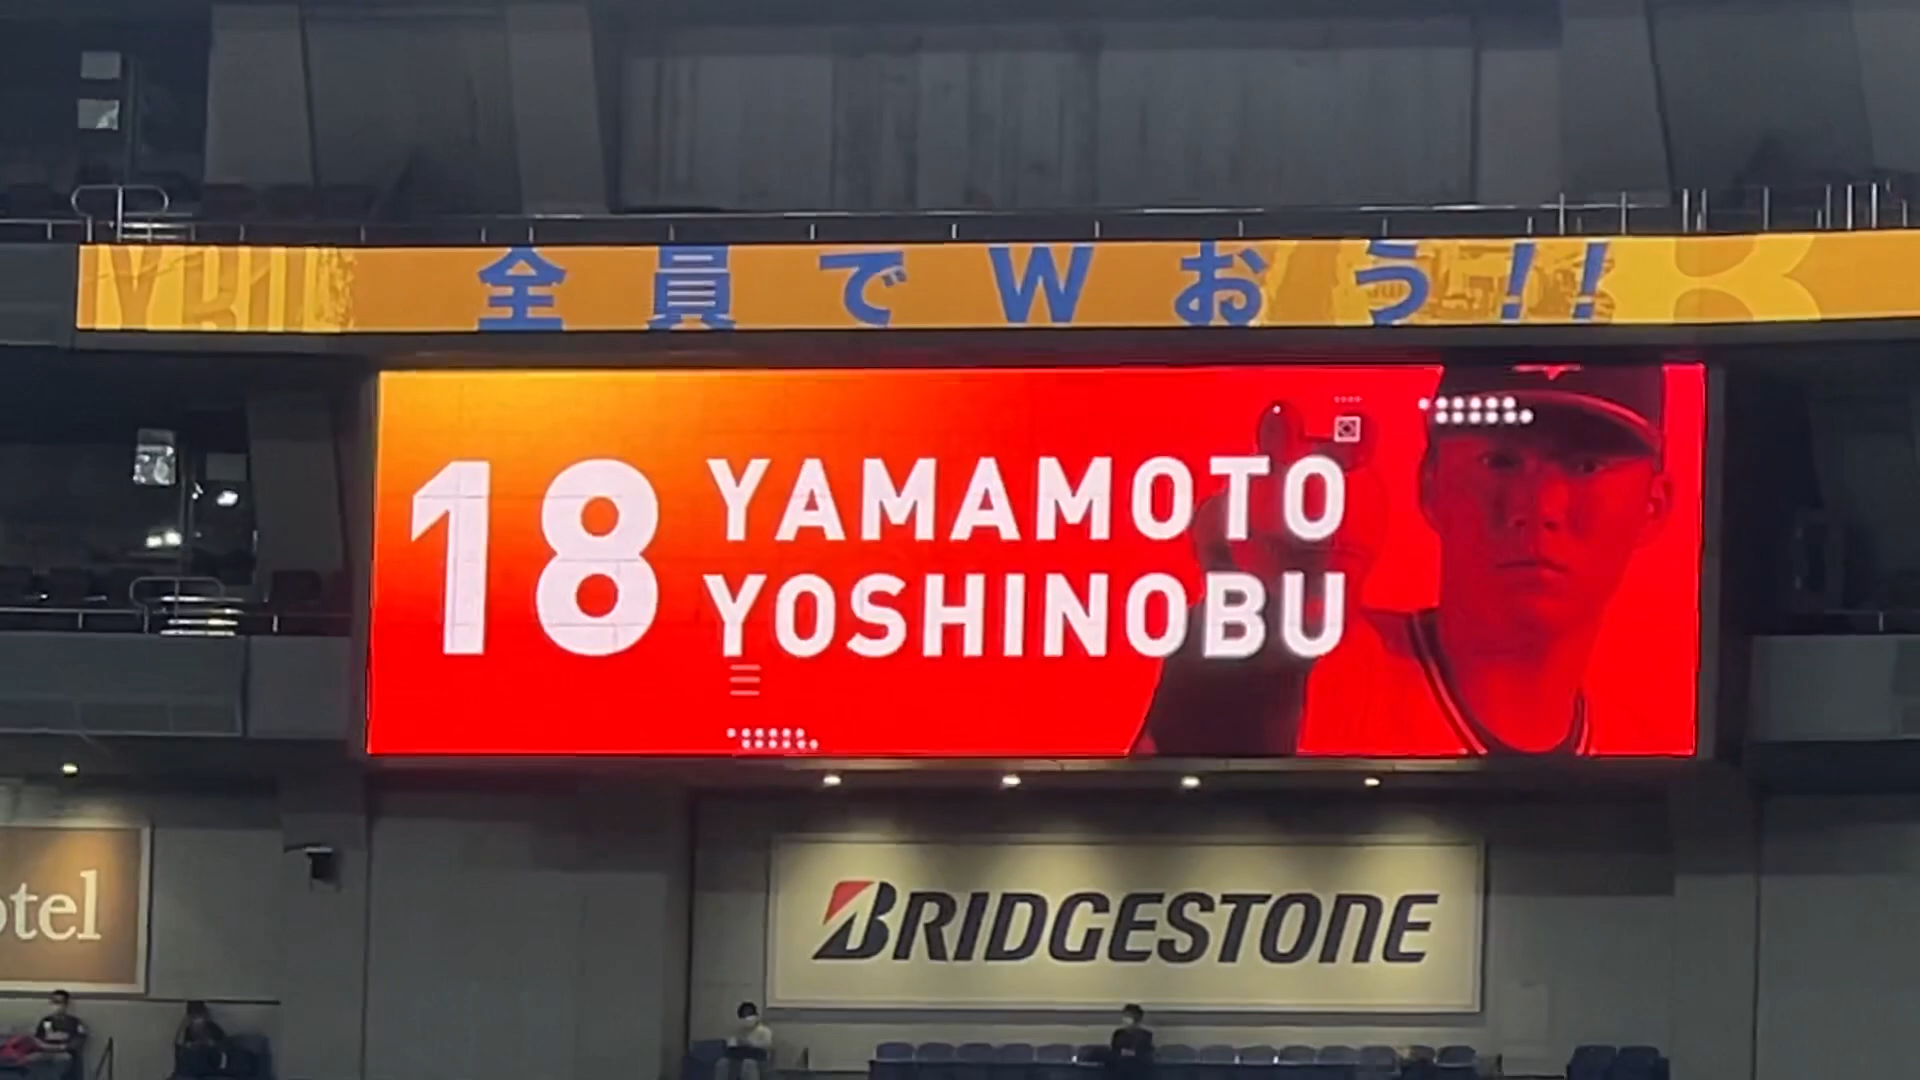 全員でWおう!!
18 YAMAMOTO
YOSHINOBU
otel
BRIDGESTONE